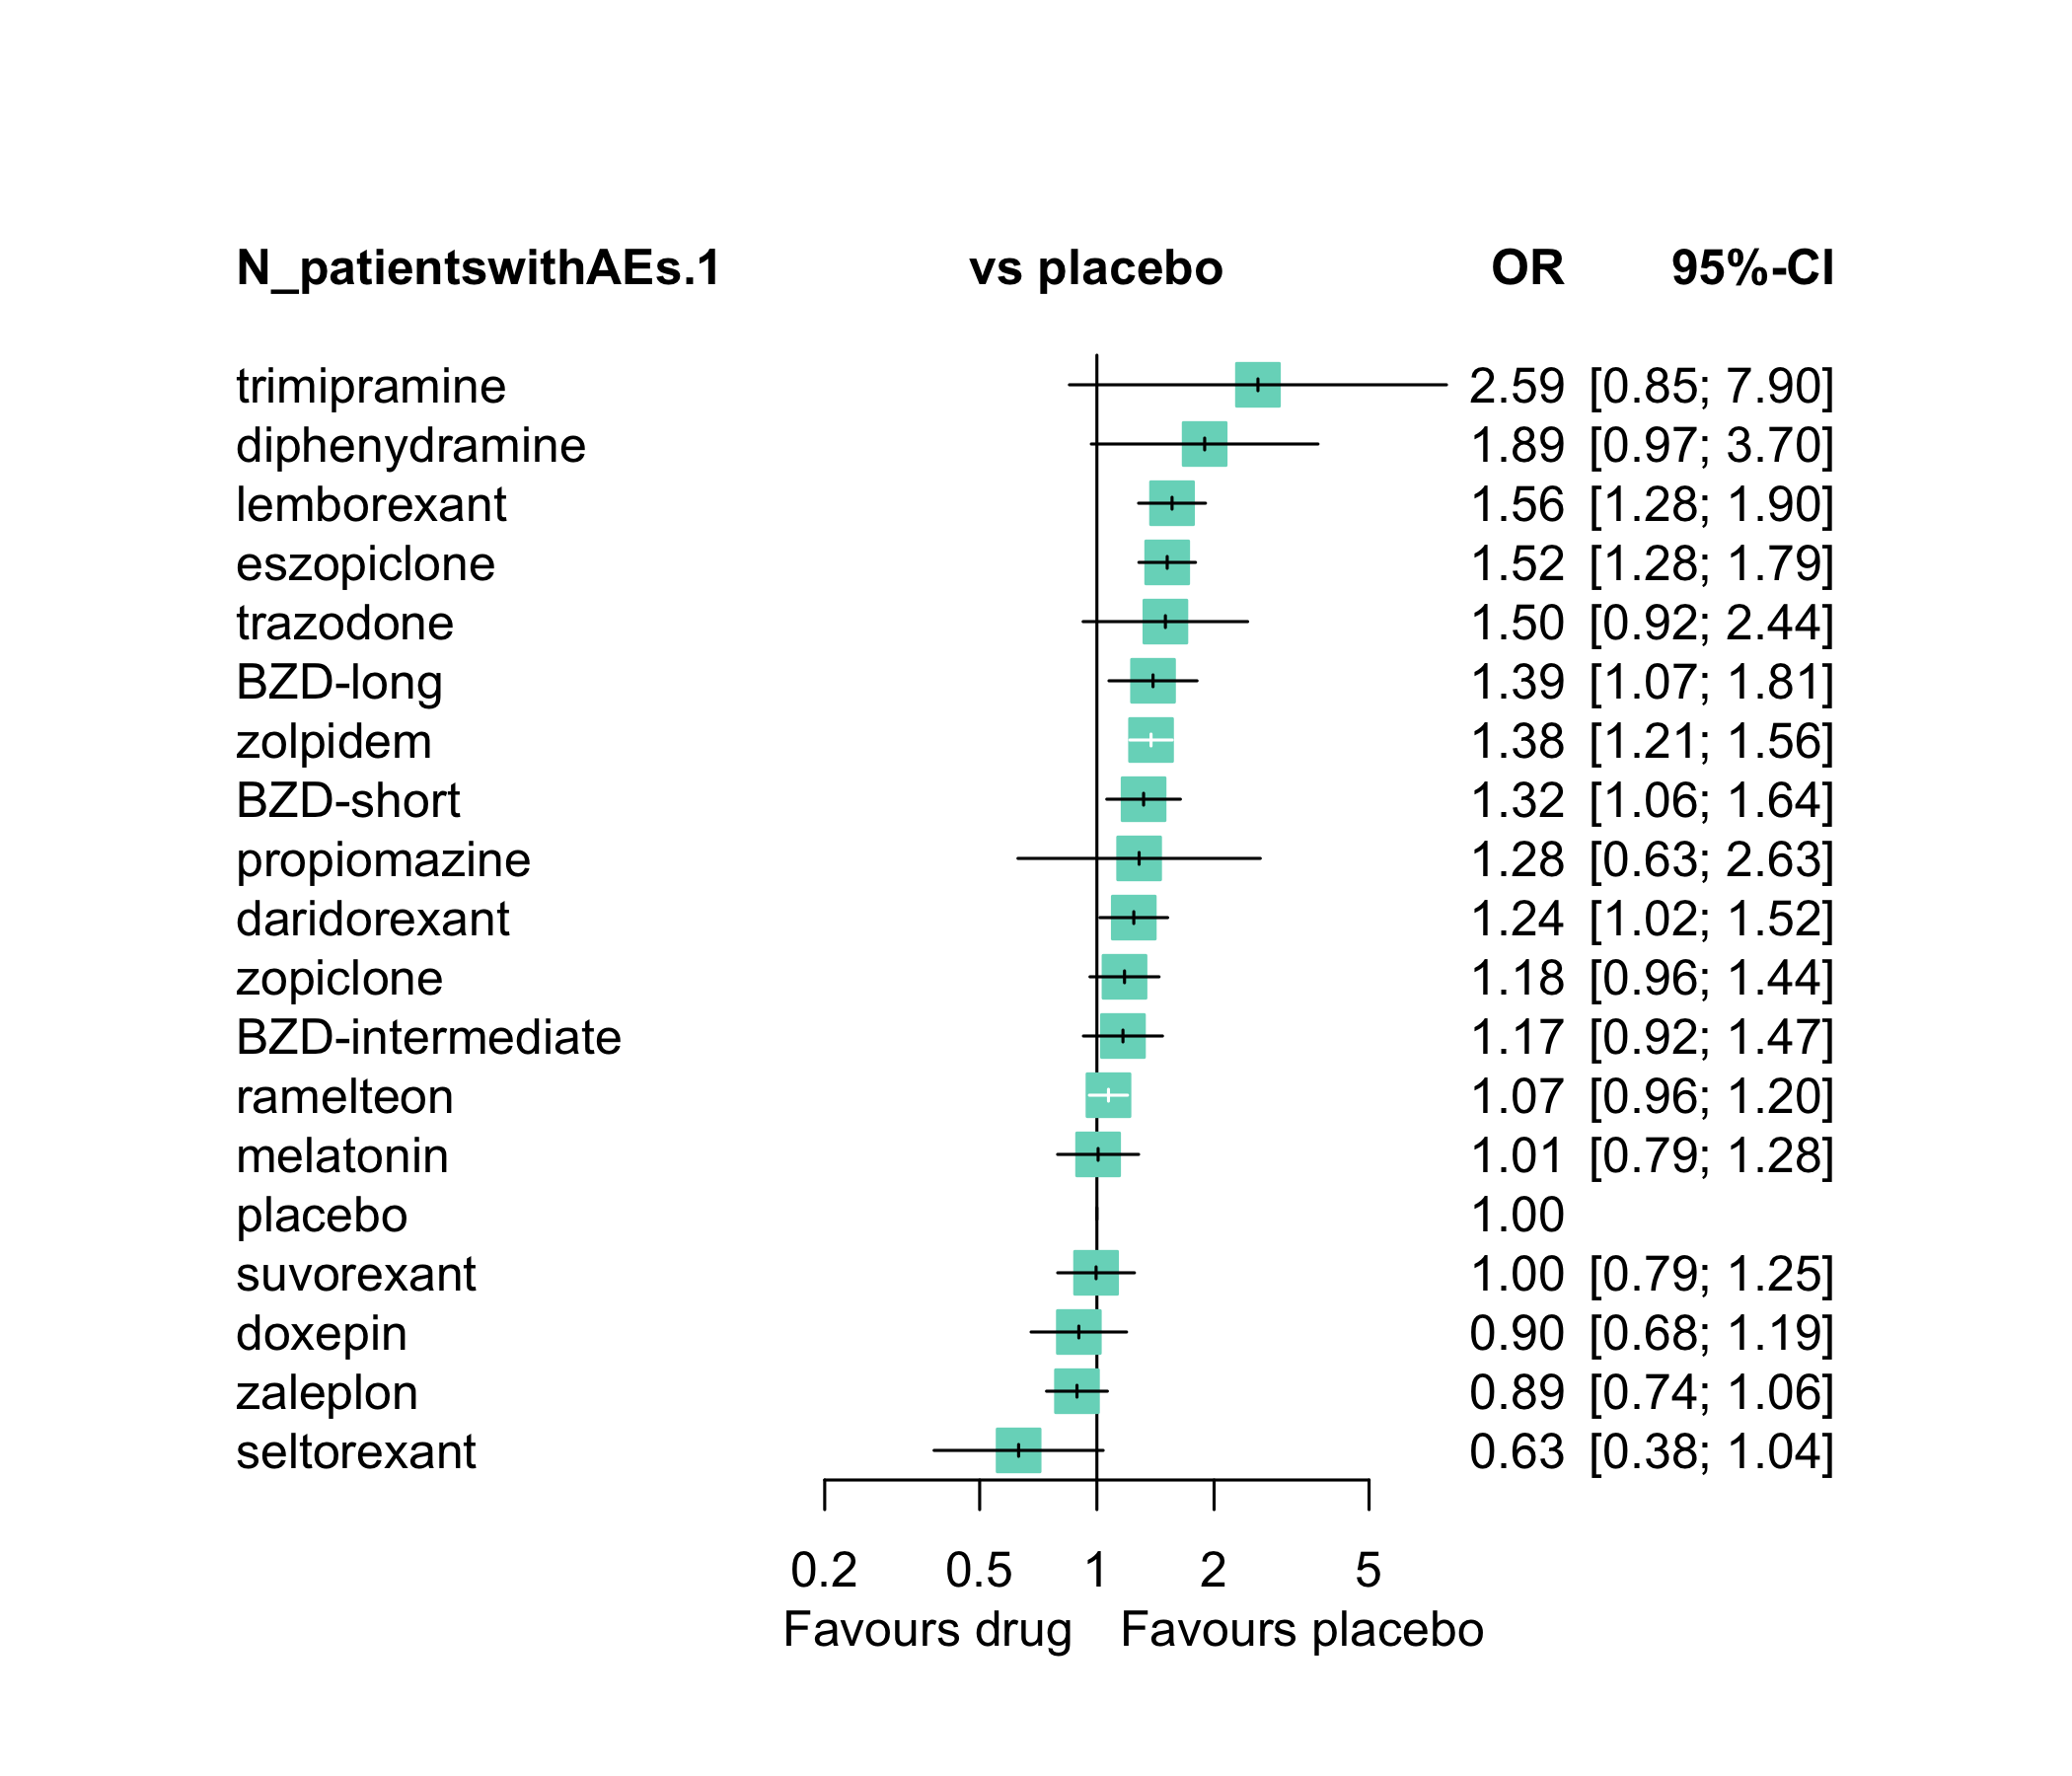 N_patientswithAEs.1 vs placebo OR 95%-CI
trimipramine 2.59 [0.85; 7.90]
diphenydramine 1.89 [0.97; 3.70]
lemborexant 1.56 [1.28; 1.90]
eszopiclone 1.52 [1.28; 1.79]
trazodone 1.50 [0.92; 2.44]
BZD-long 1.39 [1.07; 1.81]
zolpidem 1.38 [1.21; 1.56]
BZD-short 1.32 [1.06; 1.64]
propiomazine 1.28 [0.63; 2.63]
daridorexant 1.24 [1.02; 1.52]
zopiclone 1.18 [0.96; 1.44]
BZD-intermediate 1.17 [0.92; 1.47]
ramelteon 1.07 [0.96; 1.20]
melatonin 1.01 [0.79; 1.28]
placebo 1.00
suvorexant 1.00 [0.79; 1.25]
doxepin 0.90 [0.68; 1.19]
zaleplon 0.89 [0.74; 1.06]
seltorexant 0.63 [0.38; 1.04]
0.2 0.5 1 2 5
Favours drug Favours placebo